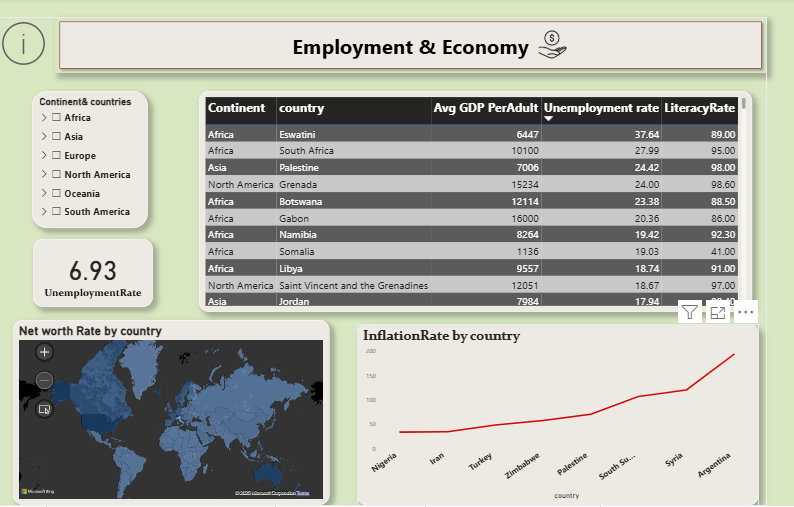 i
Employment & Economy
$
Continent& countries
Africa
Asia
Europe
North America
Oceania
South America
6.93
UnemploymentRate
Continent country Avg GDP PerAdult Unemployment rate LiteracyRate
Africa Eswatini 6447 37.64 89.00
Africa South Africa 10100 27.99 95.00
Asia Palestine 7006 24.42 98.00
North America Grenada 15234 24.00 98.60
Africa Botswana 12114 23.38 88.50
Africa Gabon 16000 20.36 86.00
Africa Namibia 8264 19.42 92.30
Africa Somalia 1136 19.03 41.00
Africa Libya 9557 18.74 91.00
North America Saint Vincent and the Grenadines 12051 18.67 97.00
Asia Jordan 7984 17.94
Net worth Rate by country
Microsoft Bing
© 2025 Microsoft Corporation Terms
InflationRate by country
200
150
100
50
0
Nigeria
Iran
Turkey
Zimbabwe
Palestine
South Su...
Syria
Argentina
country